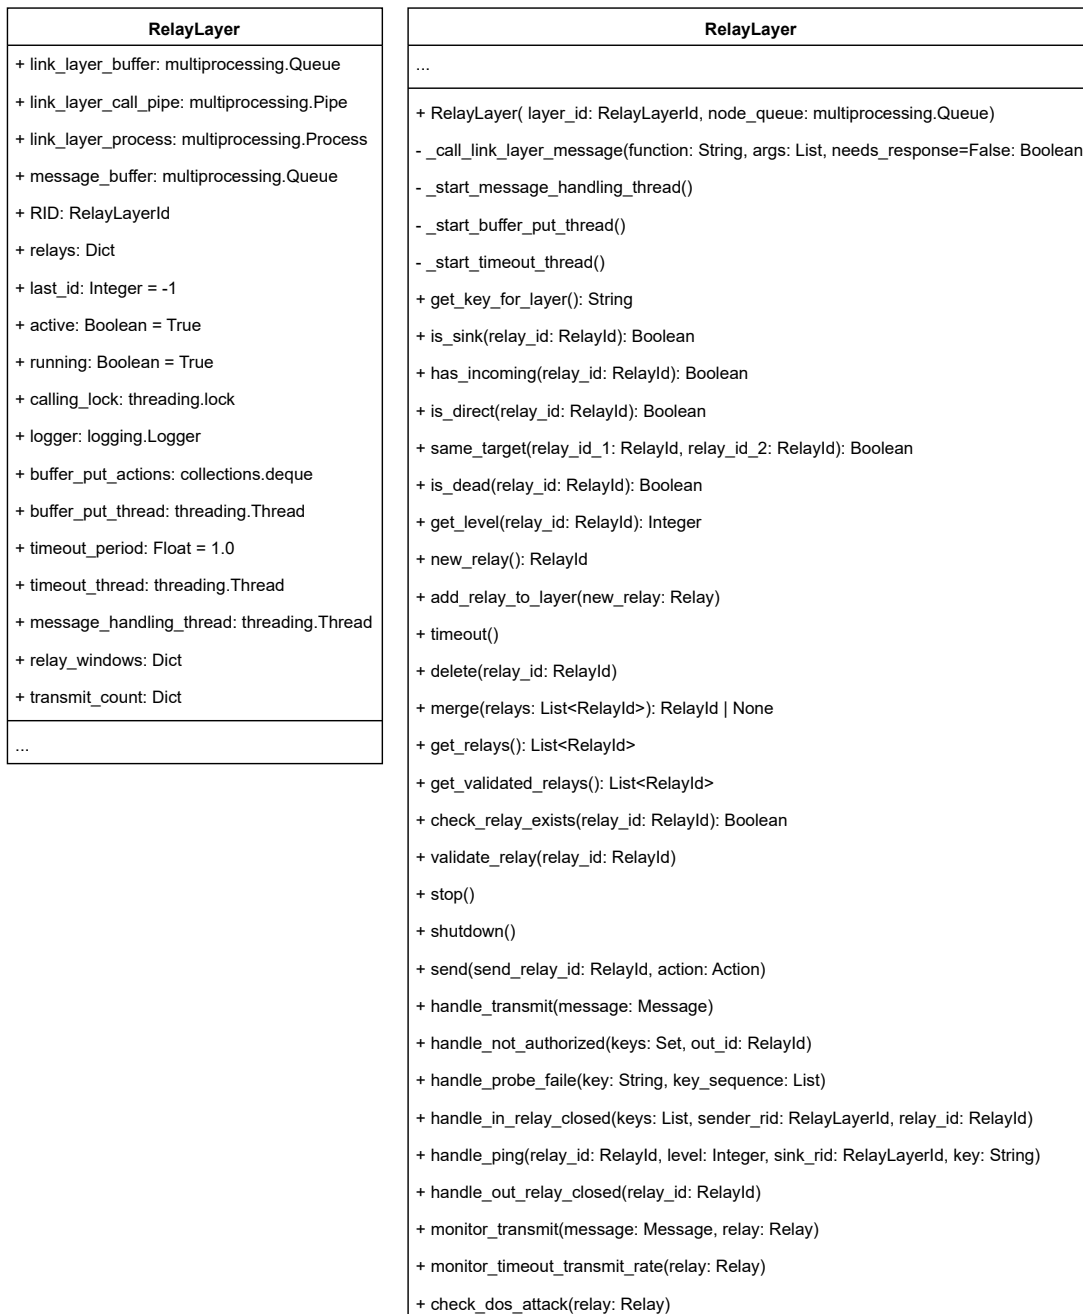 RelayLayer
+ link_layer_buffer: multiprocessing.Queue
+ link_layer_call_pipe: multiprocessing.Pipe
+ link_layer_process: multiprocessing.Process
+ message_buffer: multiprocessing.Queue
+ RID: RelayLayerId
+ relays: Dict
+ last_id: Integer = -1
+ active: Boolean = True
+ running: Boolean = True
+ calling_lock: threading.lock
+ logger: logging.Logger
+ buffer_put_actions: collections.deque
+ buffer_put_thread: threading.Thread
+ timeout_period: Float = 1.0
+ timeout_thread: threading.Thread
+ message_handling_thread: threading.Thread
+ relay_windows: Dict
+ transmit_count: Dict
...
RelayLayer
...
+ RelayLayer( layer_id: RelayLayerId, node_queue: multiprocessing.Queue)
- _call_link_layer_message(function: String, args: List, needs_response=False: Boolean
- _start_message_handling_thread()
- _start_buffer_put_thread()
- _start_timeout_thread()
+ get_key_for_layer(): String
+ is_sink(relay_id: RelayId): Boolean
+ has_incoming(relay_id: RelayId): Boolean
+ is_direct(relay_id: RelayId): Boolean
+ same_target(relay_id_1: RelayId, relay_id_2: RelayId): Boolean
+ is_dead(relay_id: RelayId): Boolean
+ get_level(relay_id: RelayId): Integer
+ new_relay(): RelayId
+ add_relay_to_layer(new_relay: Relay)
+ timeout()
+ delete(relay_id: RelayId)
+ merge(relays: List<RelayId>): RelayId | None
+ get_relays(): List<RelayId>
+ get_validated_relays(): List<RelayId>
+ check_relay_exists(relay_id: RelayId): Boolean
+ validate_relay(relay_id: RelayId)
+ stop()
+ shutdown()
+ send(send_relay_id: RelayId, action: Action)
+ handle_transmit(message: Message)
+ handle_not_authorized(keys: Set, out_id: RelayId)
+ handle_probe_faile(key: String, key_sequence: List)
+ handle_in_relay_closed(keys: List, sender_rid: RelayLayerId, relay_id: RelayId)
+ handle_ping(relay_id: RelayId, level: Integer, sink_rid: RelayLayerId, key: String)
+ handle_out_relay_closed(relay_id: RelayId)
+ monitor_transmit(message: Message, relay: Relay)
+ monitor_timeout_transmit_rate(relay: Relay)
+ check_dos_attack(relay: Relay)